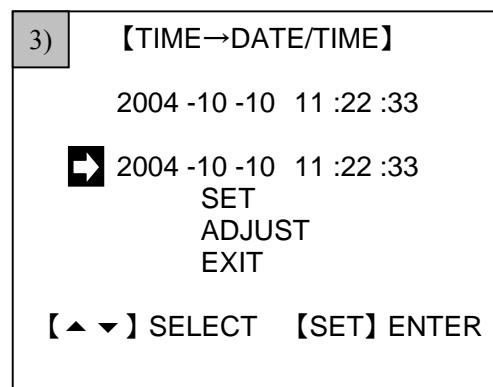 3)
【TIME→DATE/TIME】
2004 -10 -10 11 :22 :33
2004 -10 -10 11 :22 :33
SET
ADJUST
EXIT
【▲ ▼】SELECT 【SET】ENTER